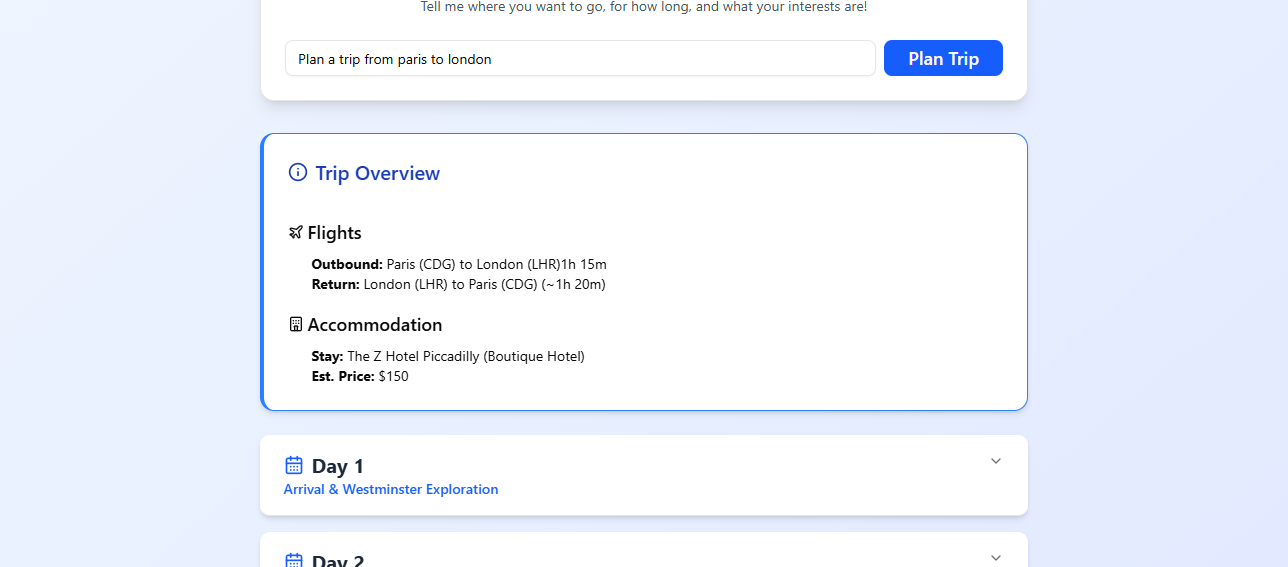 Tell me where you want to go, for how long, and what your interests are!
Plan a trip from paris to london
Plan Trip
Trip Overview
Flights
Outbound: Paris (CDG) to London (LHR)1h 15m
Return: London (LHR) to Paris (CDG) (~1h 20m)
Accommodation
Stay: The Z Hotel Piccadilly (Boutique Hotel)
Est. Price: $150
Day 1
Arrival & Westminster Exploration
Day 2